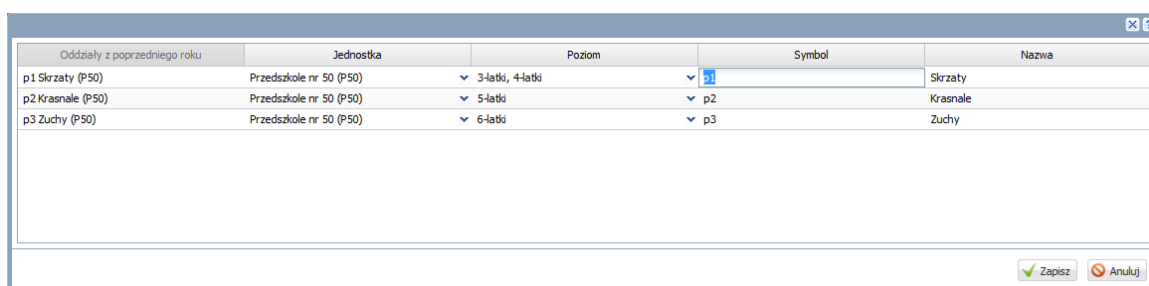 Oddziały z poprzedniego roku Jednostka Poziom Symbol Nazwa
p1 Skrzaty (P50) Przedszkole nr 50 (P50) 3-latki, 4-latki p1 Skrzaty
p2 Krasnale (P50) Przedszkole nr 50 (P50) 5-latki p2 Krasnale
p3 Zuchy (P50) Przedszkole nr 50 (P50) 6-latki p3 Zuchy
Zapisz Anuluj